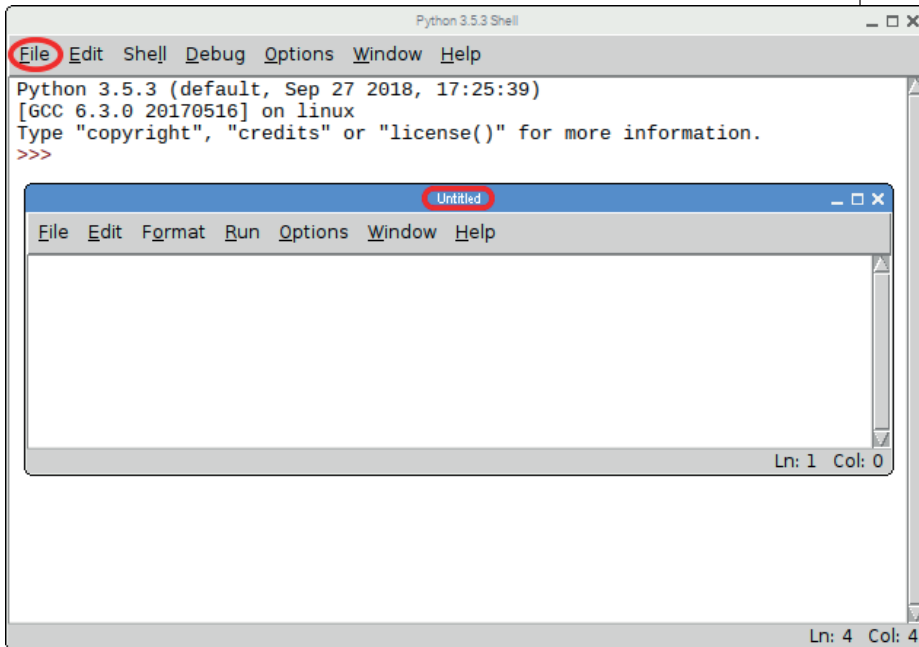 Python 3.5.3 Shell
File Edit Shell Debug Options Window Help
Python 3.5.3 (default, Sep 27 2018, 17:25:39)
[GCC 6.3.0 20170516] on linux
Type "copyright", "credits" or "license()" for more information.
>>>
Untitled
File Edit Format Run Options Window Help
Ln: 1 Col: 0
Ln: 4 Col: 4